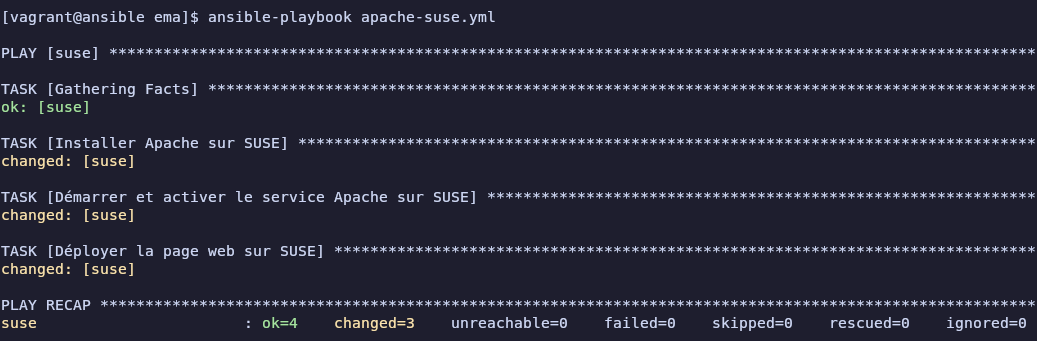 [vagrant@ansible ema]$ ansible-playbook apache-suse.yml
PLAY [suse] *******************************************************************************************************
TASK [Gathering Facts] ********************************************************************************************
ok: [suse]
TASK [Installer Apache sur SUSE] **********************************************************************************
changed: [suse]
TASK [Démarrer et activer le service Apache sur SUSE] *************************************************************
changed: [suse]
TASK [Déployer la page web sur SUSE] ******************************************************************************
changed: [suse]
PLAY RECAP ********************************************************************************************************
suse                       : ok=4    changed=3    unreachable=0    failed=0    skipped=0    rescued=0    ignored=0